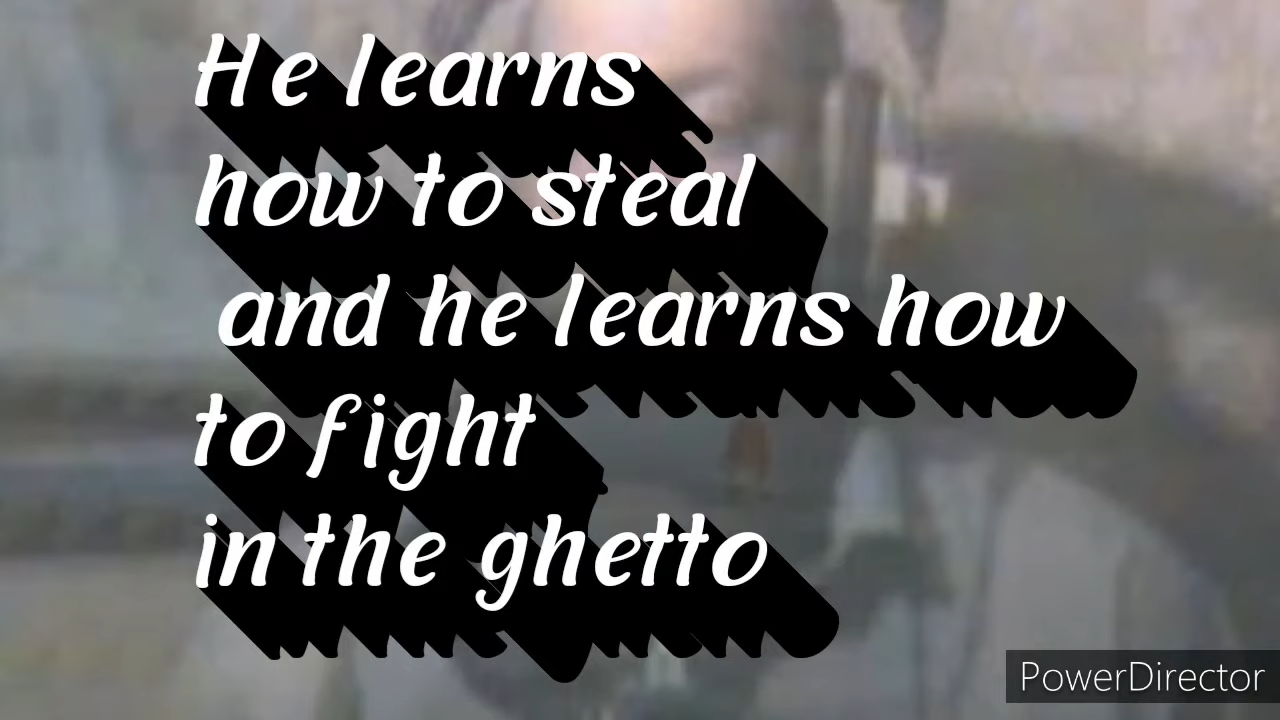 He learns
how to steal
and he learns how
to fight
in the ghetto
PowerDirector